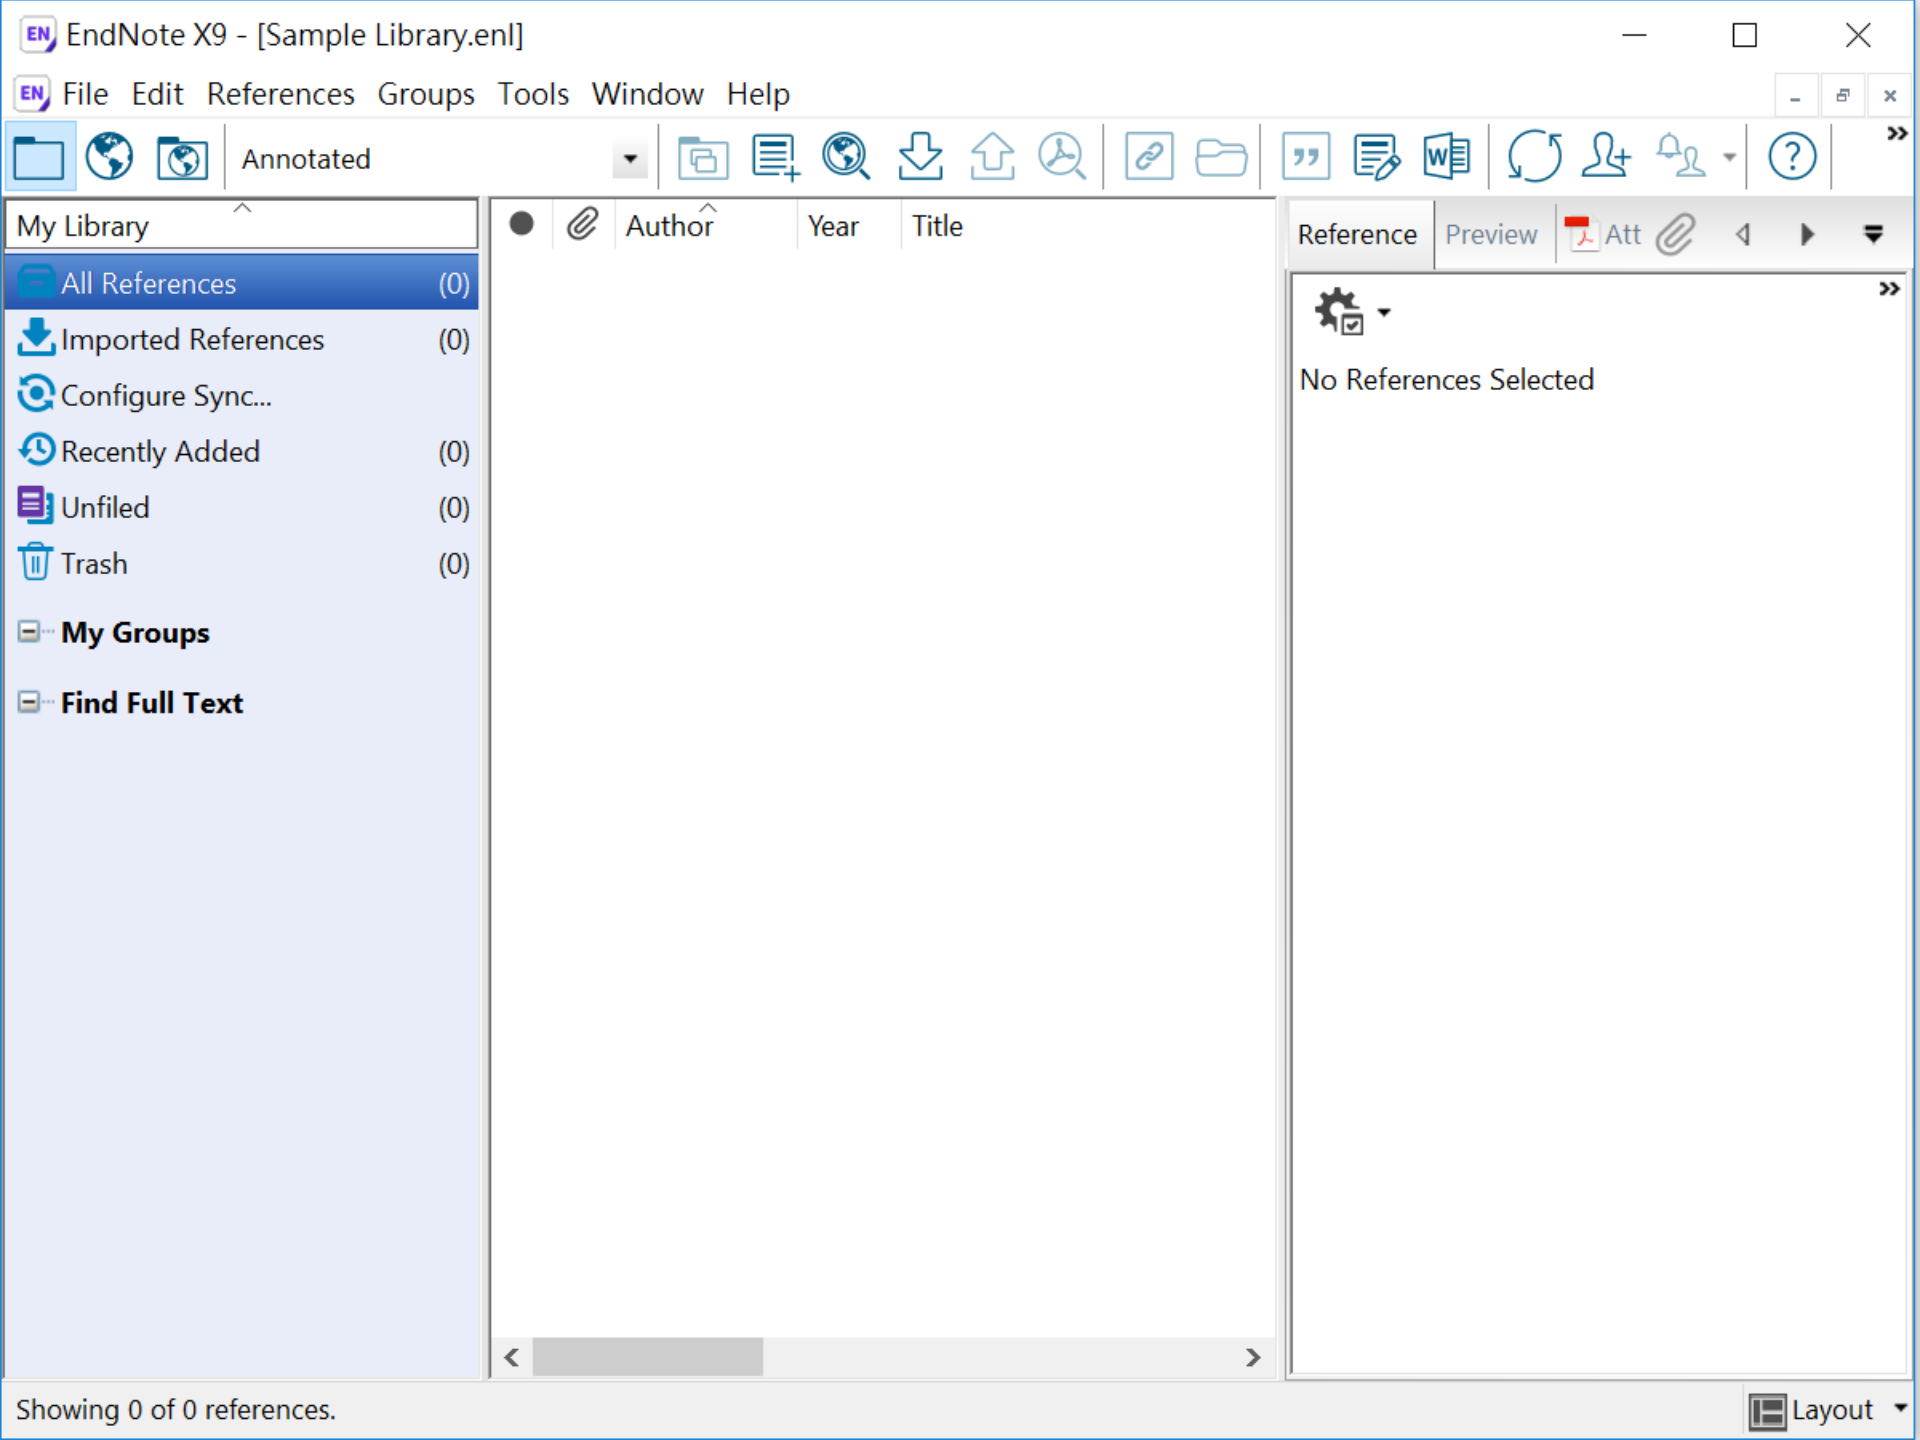 EN EndNote X9 - [Sample Library.enl]
EN File Edit References Groups Tools Window Help
Annotated
My Library
Author Year Title
Reference Preview Att
All References (0)
Imported References (0)
Configure Sync...
Recently Added (0)
Unfiled (0)
Trash (0)
My Groups
Find Full Text
No References Selected
Showing 0 of 0 references.
Layout